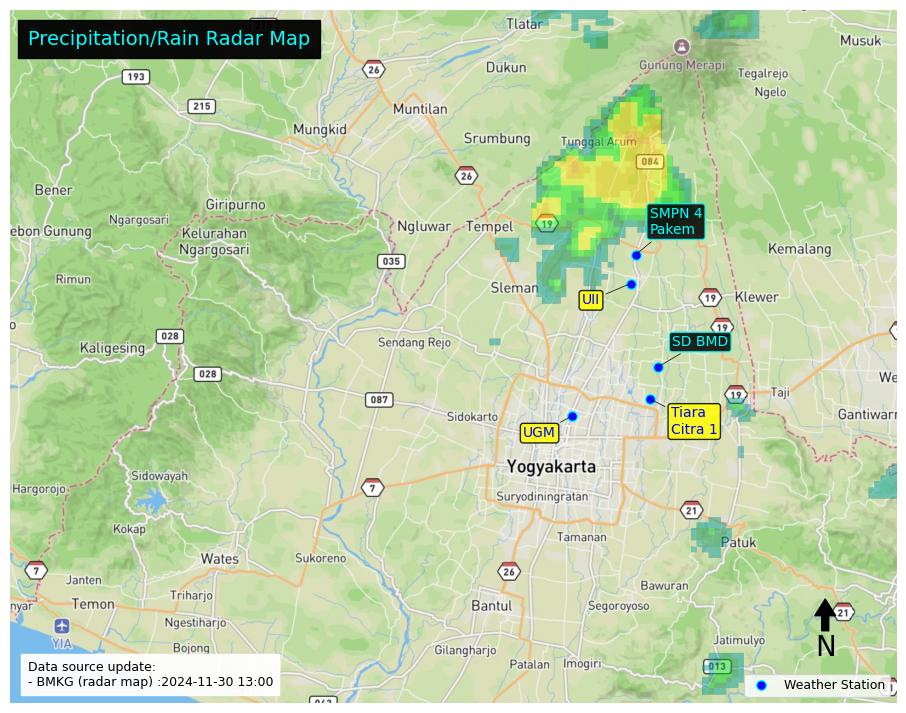 Precipitation/Rain Radar Map
Tlatar
Musuk
26
Dukun
Gunung Merapi
193
Tegalrejo
Ngelo
215
Muntilan
Mungkid
Srumbung
Tunggal Arum
084
26
Bener
Giripurno
SMPN 4
Pakem
Ngargosari
Ngluwar
Tempel
19
ebon Gunung
Kelurahan
Ngargosari
Kemalang
035
Rimun
Sleman
UII
19
Klewer
19
028
Kaligesing
Sendang Rejo
SD BMD
028
We
087
19
Taji
Sidokarto
Tiara
Citra 1
Gantiwarn
UGM
Yogyakarta
Sidowayah
Hargorojo
7
Suryodiningratan
21
Kokap
Tamanan
Patuk
Wates
Sukoreno
7
26
Janten
Bawuran
Triharjo
nyar
Temon
Bantul
Segoroyoso
21
Ngestiharjo
N
YIA
Bojong
Gilangharjo
Jatimulyo
Patalan
Imogiri
013
Data source update:
- BMKG (radar map) :2024-11-30 13:00
Weather Station